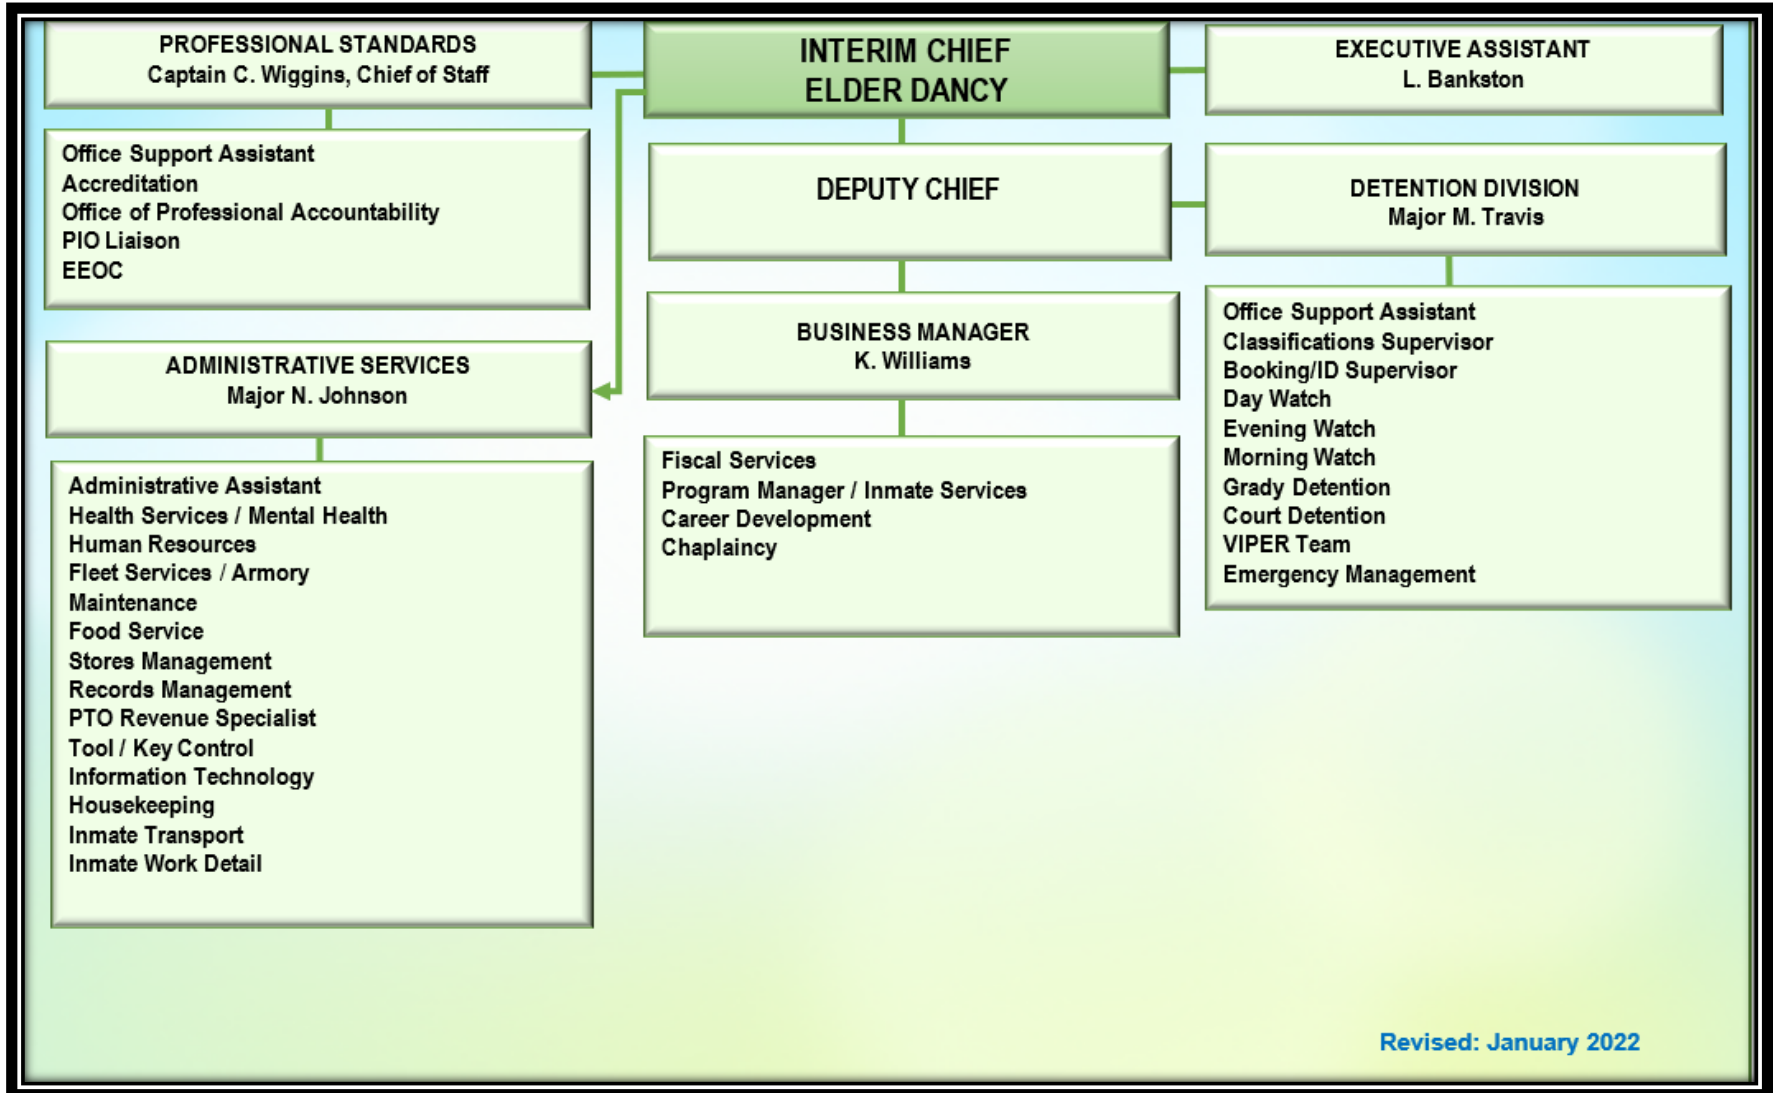 PROFESSIONAL STANDARDS
Captain C. Wiggins, Chief of Staff
INTERIM CHIEF
ELDER DANCY
EXECUTIVE ASSISTANT
L. Bankston
Office Support Assistant
Accreditation
Office of Professional Accountability
PIO Liaison
EEOC
DEPUTY CHIEF
DETENTION DIVISION
Major M. Travis
ADMINISTRATIVE SERVICES
Major N. Johnson
BUSINESS MANAGER
K. Williams
Office Support Assistant
Classifications Supervisor
Booking/ID Supervisor
Day Watch
Evening Watch
Morning Watch
Grady Detention
Court Detention
VIPER Team
Emergency Management
Administrative Assistant
Health Services / Mental Health
Human Resources
Fleet Services / Armory
Maintenance
Food Service
Stores Management
Records Management
PTO Revenue Specialist
Tool / Key Control
Information Technology
Housekeeping
Inmate Transport
Inmate Work Detail
Fiscal Services
Program Manager / Inmate Services
Career Development
Chaplaincy
Revised: January 2022